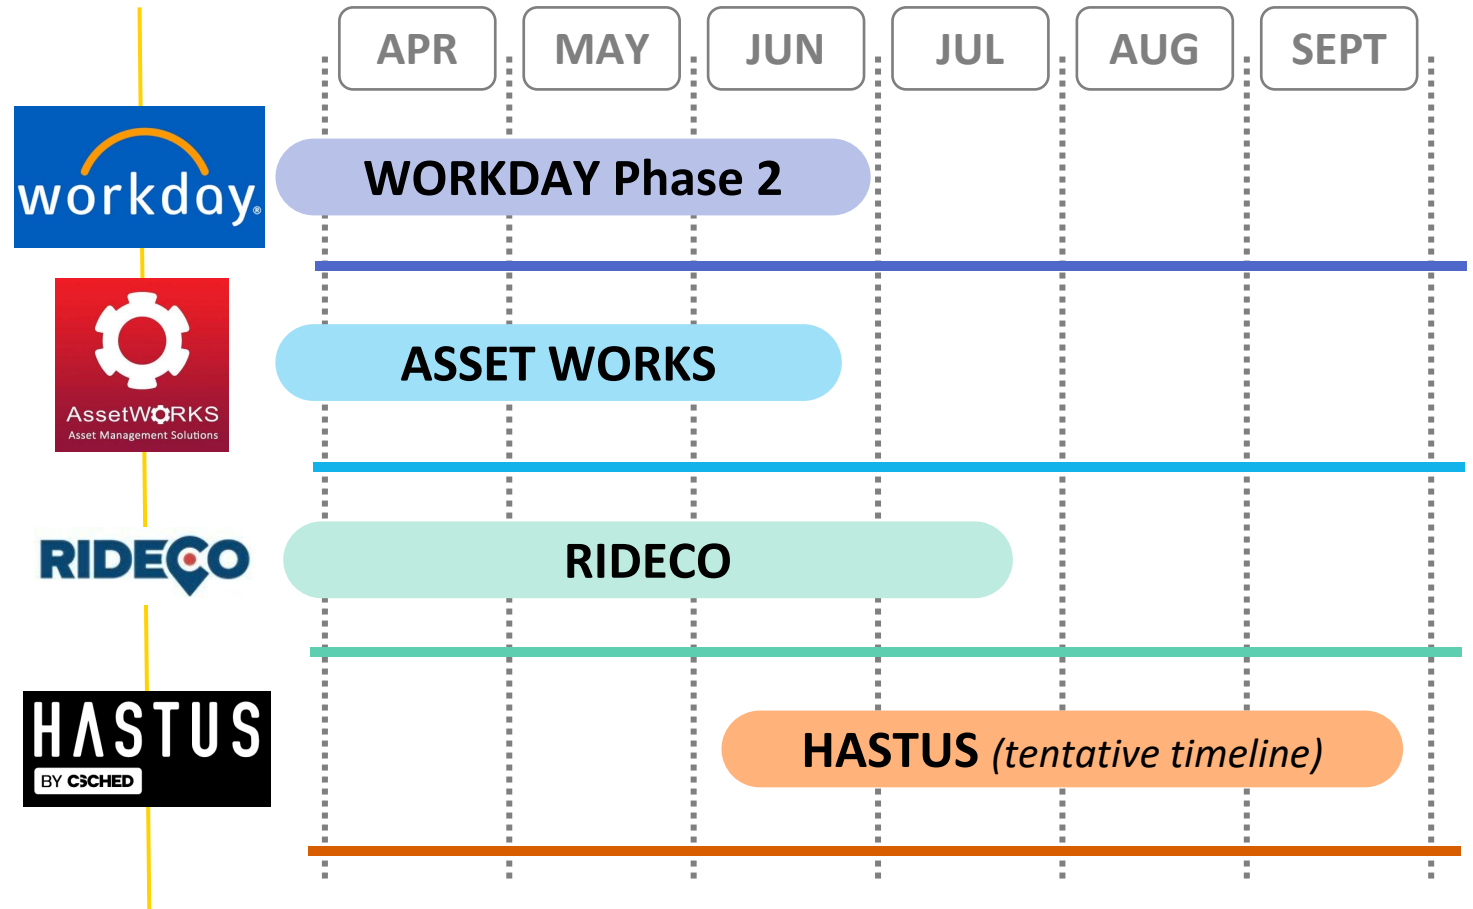 APR MAY JUN JUL AUG SEPT
workday®
WORKDAY Phase 2
ASSET WORKS
AssetWORKS
Asset Management Solutions
RIDECO
RIDECO
HASTUS
BY CSCHED
HASTUS (tentative timeline)